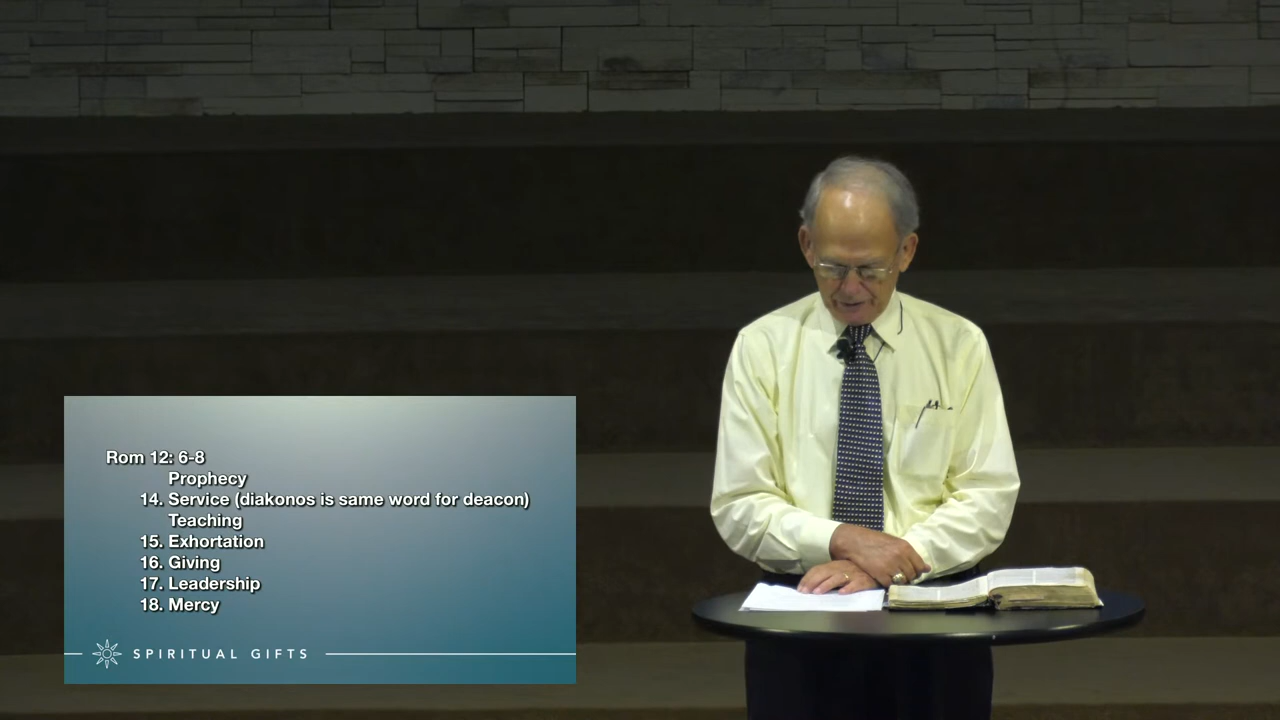 Rom 12: 6-8
Prophecy
14. Service (diakonos is same word for deacon)
Teaching
15. Exhortation
16. Giving
17. Leadership
18. Mercy
SPIRITUAL GIFTS